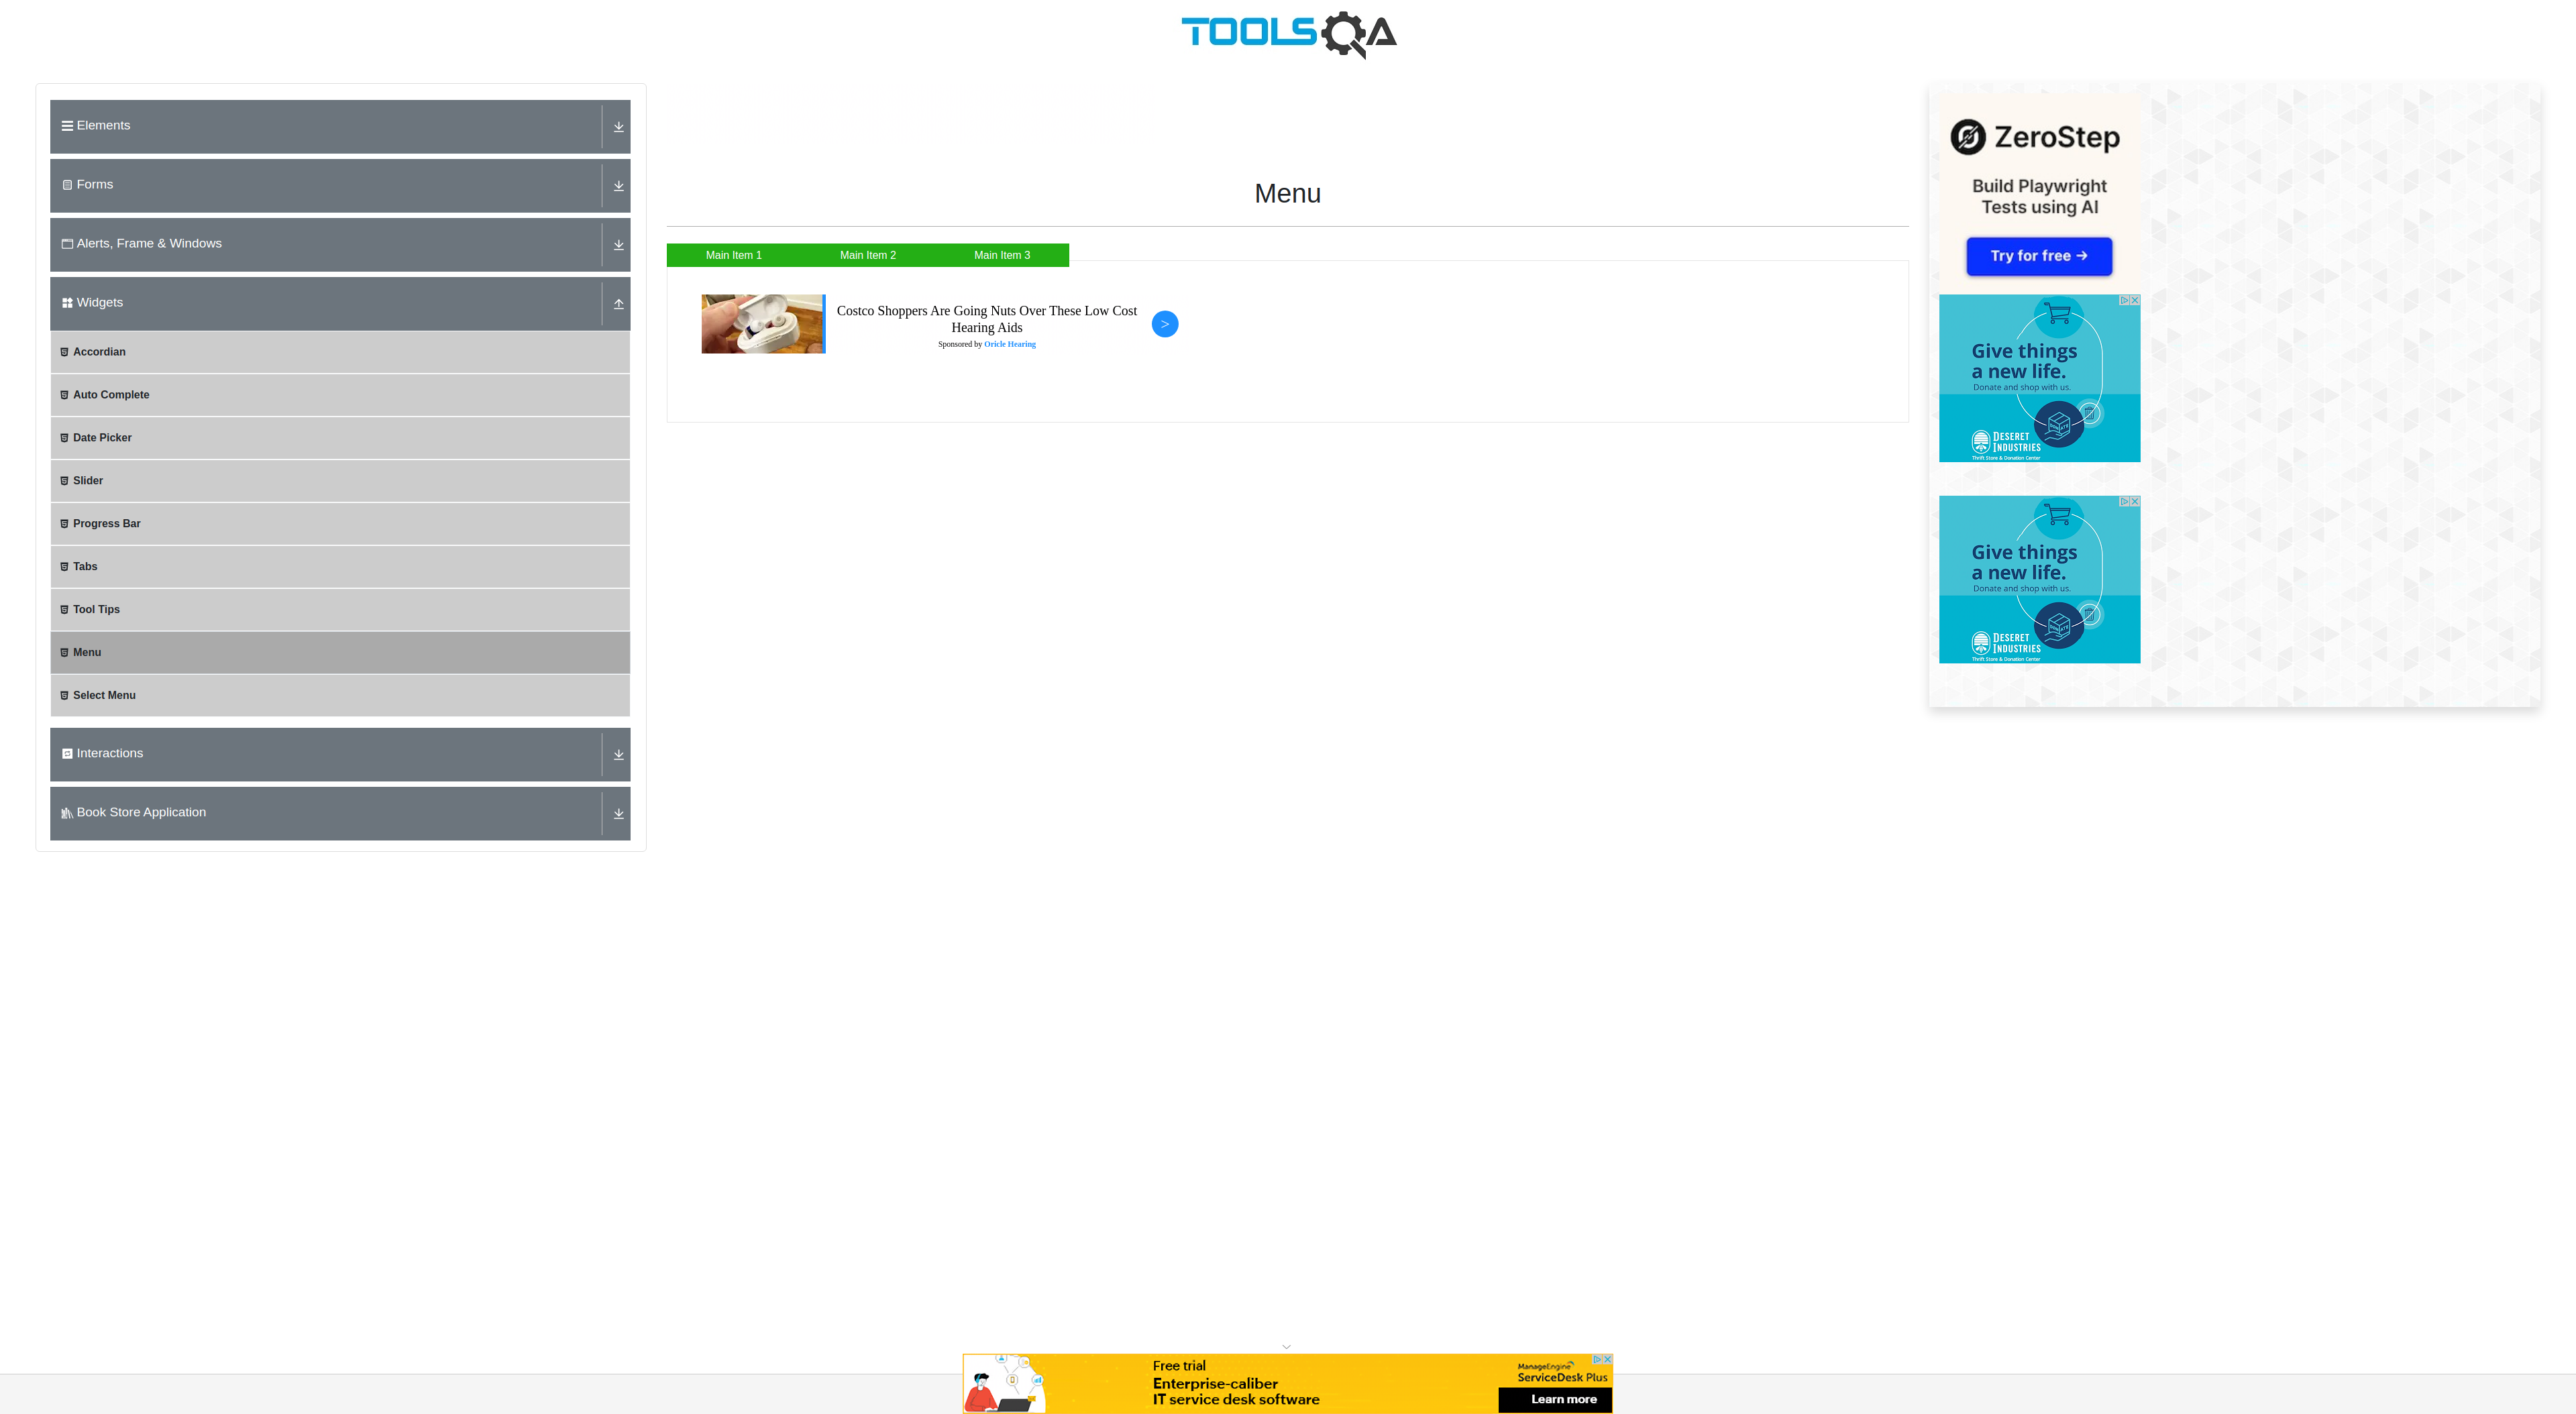 TOOLSQA
Elements
Forms
Alerts, Frame & Windows
Widgets
Accordian
Auto Complete
Date Picker
Slider
Progress Bar
Tabs
Tool Tips
Menu
Select Menu
Interactions
Book Store Application
Menu
Main Item 1
Main Item 2
Main Item 3
Costco Shoppers Are Going Nuts Over These Low Cost
Hearing Aids
Sponsored by Oricle Hearing
>
ZeroStep
Build Playwright
Tests using AI
Try for free →
Give things
a new life.
Donate and shop with us.
DONATE
DESERET
INDUSTRIES
Thrift Store & Donation Center
Give things
a new life.
Donate and shop with us.
DONATE
DESERET
INDUSTRIES
Thrift Store & Donation Center
Free trial
Enterprise-caliber
IT service desk software
ManageEngine
ServiceDesk Plus
Learn more